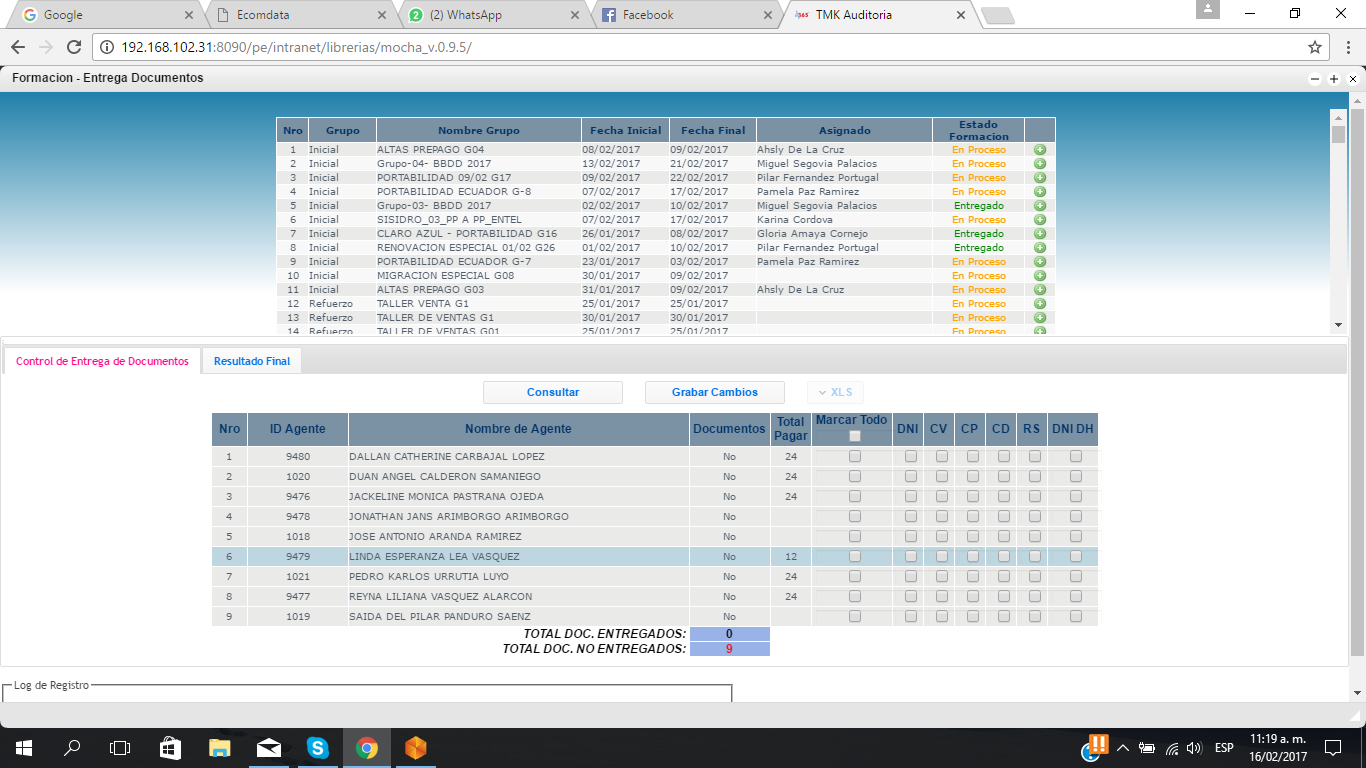 Google
Ecomdata
(2) WhatsApp
Facebook
TMK Auditoria
192.168.102.31:8090/pe/intranet/librerias/mocha_v.0.9.5/
Formacion - Entrega Documentos
Nro Grupo Nombre Grupo Fecha Inicial Fecha Final Asignado Estado Formacion
1 Inicial ALTAS PREPAGO G04 08/02/2017 09/02/2017 Ahsly De La Cruz En Proceso
2 Inicial Grupo-04- BBDD 2017 13/02/2017 21/02/2017 Miguel Segovia Palacios En Proceso
3 Inicial PORTABILIDAD 09/02 G17 09/02/2017 22/02/2017 Pilar Fernandez Portugal En Proceso
4 Inicial PORTABILIDAD ECUADOR G-8 07/02/2017 17/02/2017 Pamela Paz Ramirez En Proceso
5 Inicial Grupo-03- BBDD 2017 02/02/2017 10/02/2017 Miguel Segovia Palacios Entregado
6 Inicial SISIDRO_03_PP A PP_ENTEL 07/02/2017 17/02/2017 Karina Cordova En Proceso
7 Inicial CLARO AZUL - PORTABILIDAD G16 26/01/2017 08/02/2017 Gloria Amaya Cornejo Entregado
8 Inicial RENOVACION ESPECIAL 01/02 G26 01/02/2017 10/02/2017 Pilar Fernandez Portugal Entregado
9 Inicial PORTABILIDAD ECUADOR G-7 23/01/2017 03/02/2017 Pamela Paz Ramirez En Proceso
10 Inicial MIGRACION ESPECIAL G08 30/01/2017 09/02/2017 En Proceso
11 Inicial ALTAS PREPAGO G03 31/01/2017 09/02/2017 Ahsly De La Cruz En Proceso
12 Refuerzo TALLER VENTA G1 25/01/2017 25/01/2017 En Proceso
13 Refuerzo TALLER DE VENTAS G1 30/01/2017 30/01/2017 En Proceso
14 Refuerzo TALLER DE VENTAS G01 25/01/2017 25/01/2017 En Proceso
Control de Entrega de Documentos Resultado Final
Consultar Grabar Cambios XLS
Nro ID Agente Nombre de Agente Documentos Total Pagar Marcar Todo DNI CV CP CD RS DNI DH
1 9480 DALLAN CATHERINE CARBAJAL LOPEZ No 24
2 1020 DUAN ANGEL CALDERON SAMANIEGO No 24
3 9476 JACKELINE MONICA PASTRANA OJEDA No 24
4 9478 JONATHAN JANS ARIMBORGO ARIMBORGO No
5 1018 JOSE ANTONIO ARANDA RAMIREZ No
6 9479 LINDA ESPERANZA LEA VASQUEZ No 12
7 1021 PEDRO KARLOS URRUTIA LUYO No 24
8 9477 REYNA LILIANA VASQUEZ ALARCON No 24
9 1019 SAIDA DEL PILAR PANDURO SAENZ No
TOTAL DOC. ENTREGADOS: 0
TOTAL DOC. NO ENTREGADOS: 9
Log de Registro
ESP
11:19 a. m.
16/02/2017